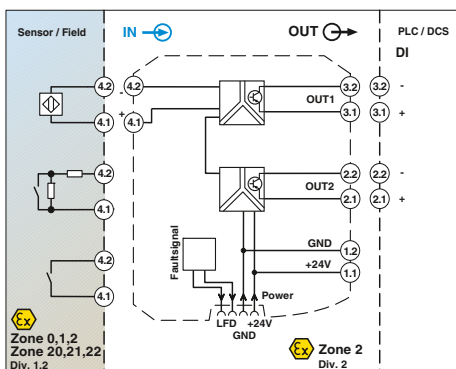 Sensor / Field
IN
OUT
PLC / DCS
DI
4.2
4.2
3.2
3.2
-
-
OUT1
4.1
+
4.1
3.1
3.1
+
4.2
2.2
2.2
-
OUT2
4.1
2.1
2.1
+
GND
1.2
4.2
+24V
1.1
Faultsignal
4.1
Power
LFD
+24V
GND
Ex
Zone 0,1,2
Zone 20,21,22
Div. 1,2
Ex
Zone 2
Div. 2